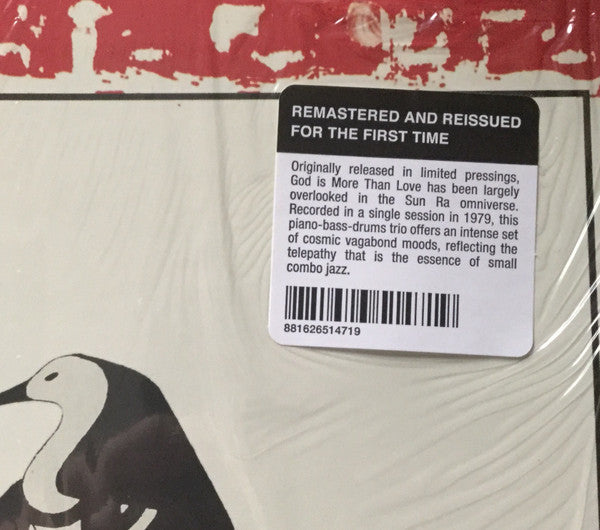 REMASTERED AND REISSUED
FOR THE FIRST TIME
Originally released in limited pressings,
God is More Than Love has been largely
overlooked in the Sun Ra omniverse.
Recorded in a single session in 1979, this
piano-bass-drums trio offers an intense set
of cosmic vagabond moods, reflecting the
telepathy that is the essence of small
combo jazz.
881626514719